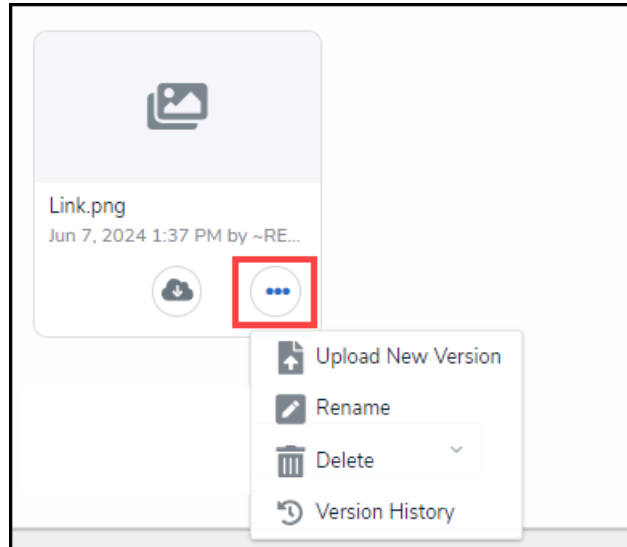 Link.png
Jun 7, 2024 1:37 PM by ~RE...
Upload New Version
Rename
Delete
Version History